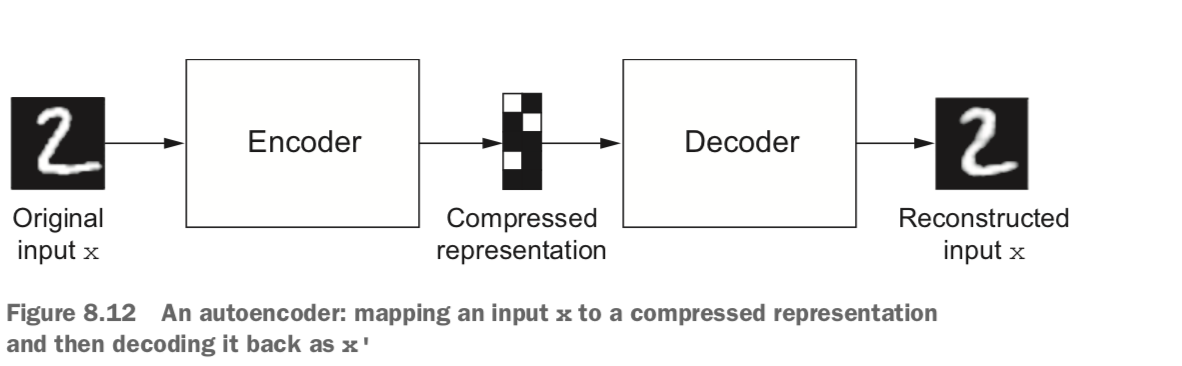 Encoder
Decoder
Original
input x
Compressed
representation
Reconstructed
input x
Figure 8.12 An autoencoder: mapping an input x to a compressed representation
and then decoding it back as x'